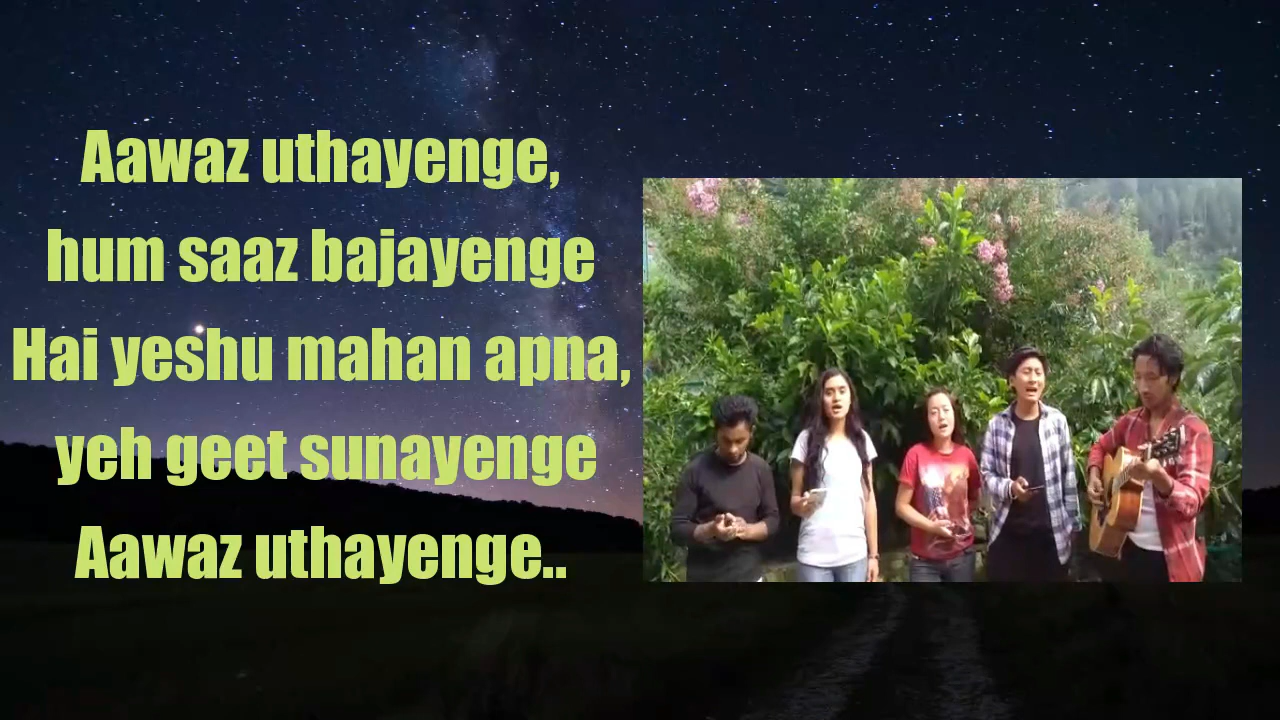 Aawaz uthayenge,
hum saaz bajayenge
Hai yeshu mahan apna,
yeh geet sunayenge
Aawaz uthayenge..